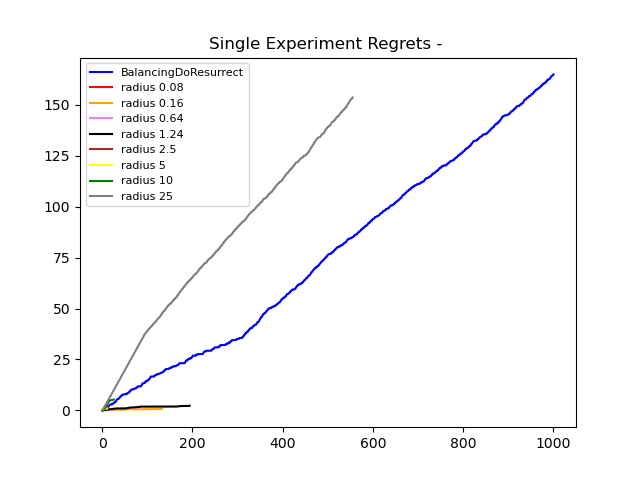 Single Experiment Regrets -
BalancingDoResurrect
radius 0.08
radius 0.16
radius 0.64
radius 1.24
radius 2.5
radius 5
radius 10
radius 25
150
125
100
75
50
25
0
0 200 400 600 800 1000